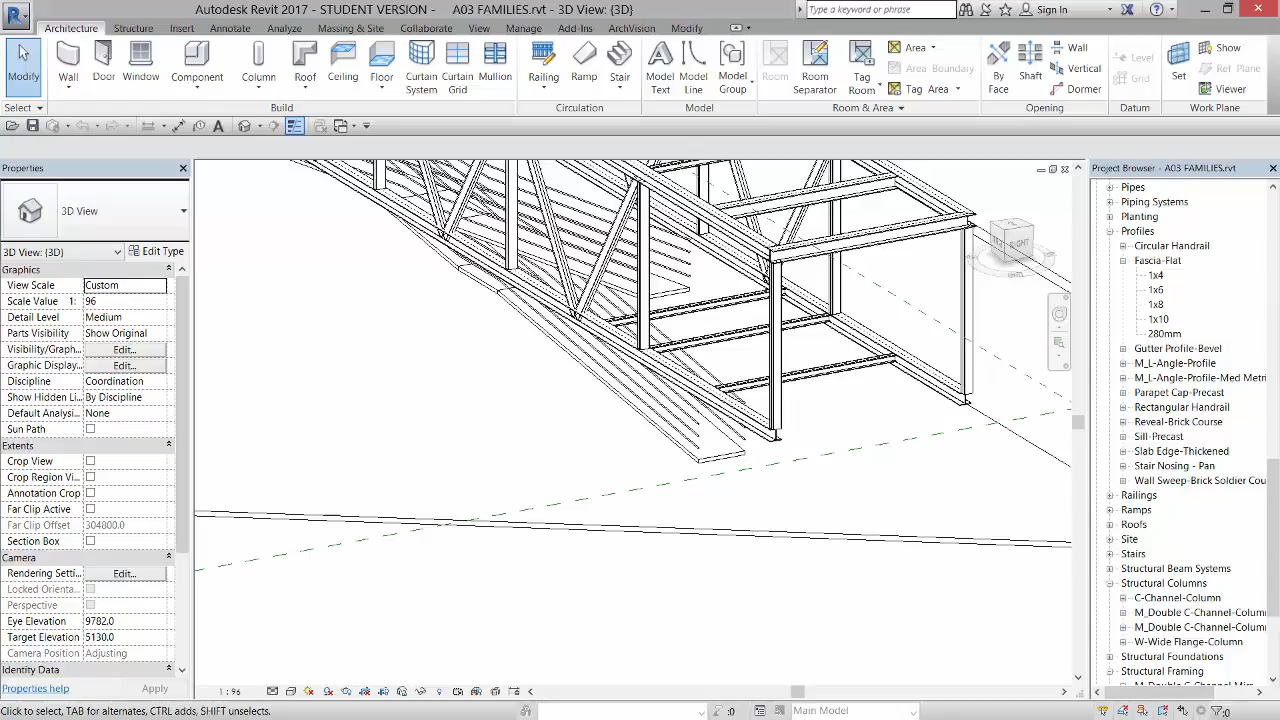 Autodesk Revit 2017 - STUDENT VERSION - A03 FAMILIES.rvt - 3D View: {3D}
Type a keyword or phrase
Sign In
Architecture Structure Insert Annotate Analyze Massing & Site Collaborate View Manage Add-Ins ArchVision Modify
Modify Wall Door Window Component Column Roof Ceiling Floor Curtain System Curtain Grid Mullion Railing Ramp Stair Model Text Model Line Model Group Room Room Separator Tag Room Area Area Boundary Tag Area By Face Shaft Wall Vertical Dormer Level Grid Set Show Ref Plane Viewer
Select Build Circulation Model Room & Area Opening Datum Work Plane
Properties
3D View
3D View: {3D} Edit Type
Graphics
View Scale Custom
Scale Value 1: 96
Detail Level Medium
Parts Visibility Show Original
Visibility/Graph... Edit...
Graphic Display... Edit...
Discipline Coordination
Show Hidden Li... By Discipline
Default Analysi... None
Sun Path
Extents
Crop View
Crop Region Vi...
Annotation Crop
Far Clip Active
Far Clip Offset 304800.0
Section Box
Camera
Rendering Setti... Edit...
Locked Orienta...
Perspective
Eye Elevation 9782.0
Target Elevation 5130.0
Camera Position Adjusting
Identity Data
Properties help Apply
RIGHT
Project Browser - A03 FAMILIES.rvt
Pipes
Piping Systems
Planting
Profiles
Circular Handrail
Fascia-Flat
1x4
1x6
1x8
1x10
280mm
Gutter Profile-Bevel
M_L-Angle-Profile
M_L-Angle-Profile-Med Metri
Parapet Cap-Precast
Rectangular Handrail
Reveal-Brick Course
Sill-Precast
Slab Edge-Thickened
Stair Nosing - Pan
Wall Sweep-Brick Soldier Cou
Railings
Ramps
Roofs
Site
Stairs
Structural Beam Systems
Structural Columns
C-Channel-Column
M_Double C-Channel-Colum
M_Double C-Channel-Colum
W-Wide Flange-Column
Structural Foundations
Structural Framing
1 : 96
Click to select, TAB for alternates, CTRL adds, SHIFT unselects.
:0 Main Model :0